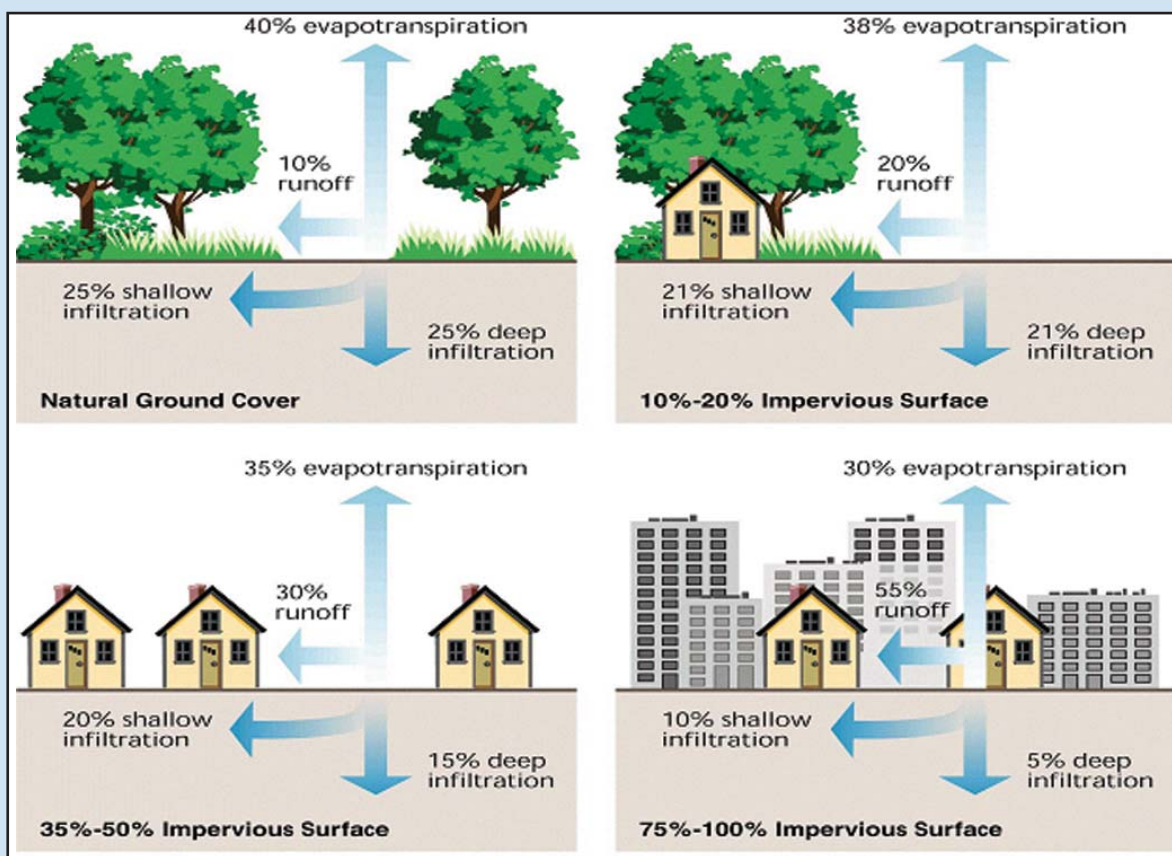 40% evapotranspiration
10%
runoff
25% shallow
infiltration
25% deep
infiltration
Natural Ground Cover
38% evapotranspiration
20%
runoff
21% shallow
infiltration
21% deep
infiltration
10%-20% Impervious Surface
35% evapotranspiration
30%
runoff
20% shallow
infiltration
15% deep
infiltration
35%-50% Impervious Surface
30% evapotranspiration
55%
runoff
10% shallow
infiltration
5% deep
infiltration
75%-100% Impervious Surface